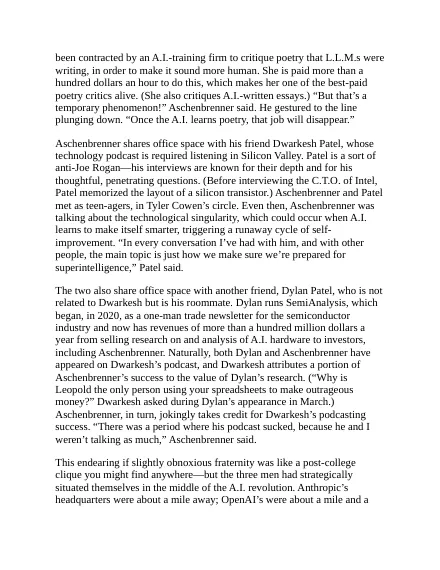 been contracted by an A.I.-training firm to critique poetry that L.L.M.s were
writing, in order to make it sound more human. She is paid more than a
hundred dollars an hour to do this, which makes her one of the best-paid
poetry critics alive. (She also critiques A.I.-written essays.) “But that’s a
temporary phenomenon!” Aschenbrenner said. He gestured to the line
plunging down. “Once the A.I. learns poetry, that job will disappear.”
Aschenbrenner shares office space with his friend Dwarkesh Patel, whose
technology podcast is required listening in Silicon Valley. Patel is a sort of
anti-Joe Rogan—his interviews are known for their depth and for his
thoughtful, penetrating questions. (Before interviewing the C.T.O. of Intel,
Patel memorized the layout of a silicon transistor.) Aschenbrenner and Patel
met as teen-agers, in Tyler Cowen’s circle. Even then, Aschenbrenner was
talking about the technological singularity, which could occur when A.I.
learns to make itself smarter, triggering a runaway cycle of self-
improvement. “In every conversation I’ve had with him, and with other
people, the main topic is just how we make sure we’re prepared for
superintelligence,” Patel said.
The two also share office space with another friend, Dylan Patel, who is not
related to Dwarkesh but is his roommate. Dylan runs SemiAnalysis, which
began, in 2020, as a one-man trade newsletter for the semiconductor
industry and now has revenues of more than a hundred million dollars a
year from selling research on and analysis of A.I. hardware to investors,
including Aschenbrenner. Naturally, both Dylan and Aschenbrenner have
appeared on Dwarkesh’s podcast, and Dwarkesh attributes a portion of
Aschenbrenner’s success to the value of Dylan’s research. (“Why is
Leopold the only person using your spreadsheets to make outrageous
money?” Dwarkesh asked during Dylan’s appearance in March.)
Aschenbrenner, in turn, jokingly takes credit for Dwarkesh’s podcasting
success. “There was a period where his podcast sucked, because he and I
weren’t talking as much,” Aschenbrenner said.
This endearing if slightly obnoxious fraternity was like a post-college
clique you might find anywhere—but the three men had strategically
situated themselves in the middle of the A.I. revolution. Anthropic’s
headquarters were about a mile away; OpenAI’s were about a mile and a